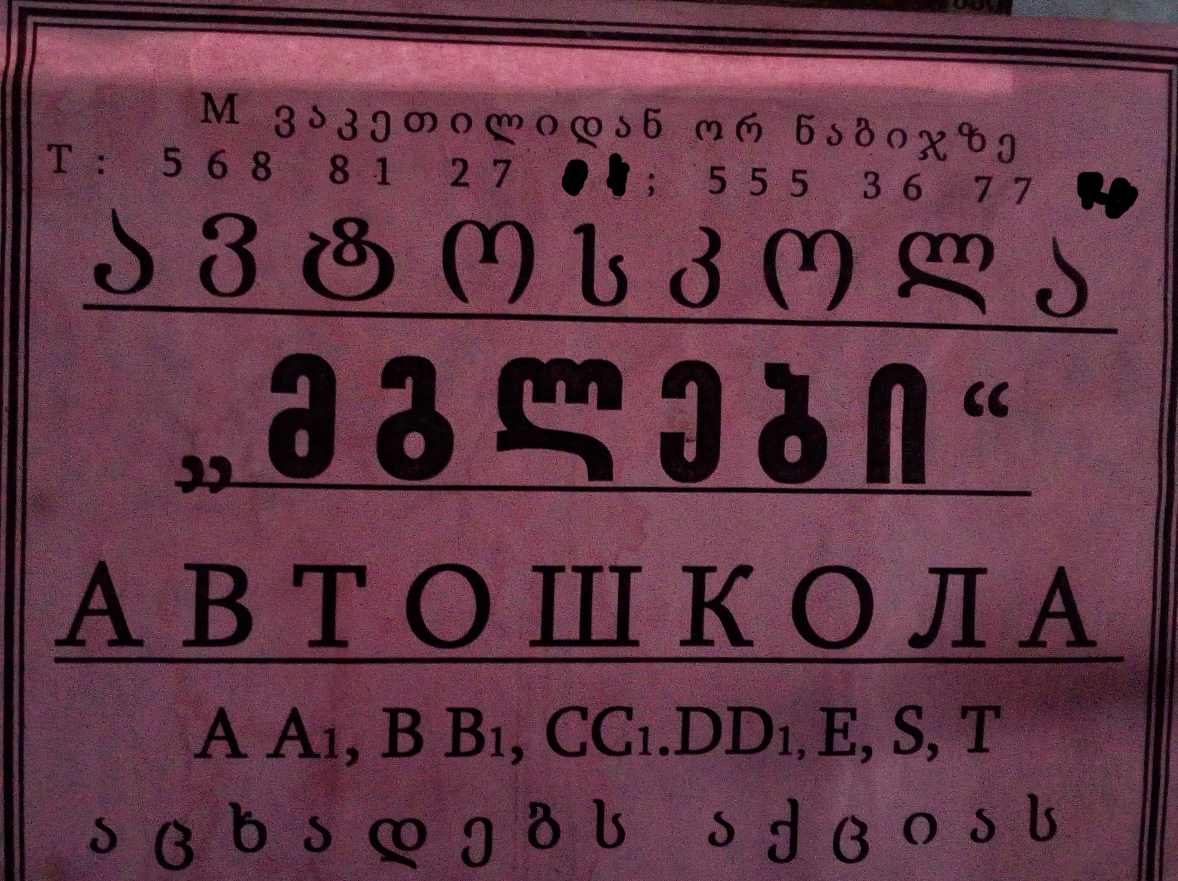 M ვაკეთილიდან ორ ნაბიჯზე
T: 568 81 27 ; 555 36 77
ავტოსკოლა
„მგლები“
АВТОШКОЛА
A A1, B B1, CC1.DD1, E, S, T
აცხადებს აქციას